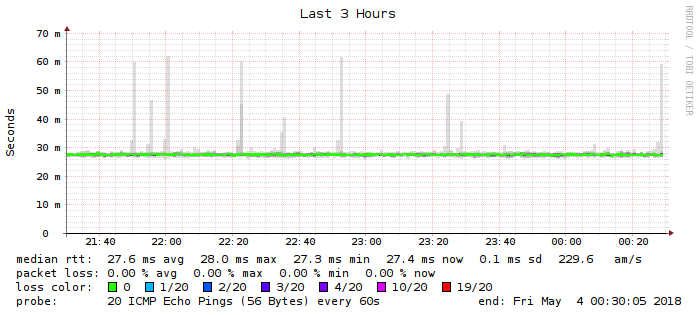 Last 3 Hours
RRDTOOL / TOBI OETIKER
Seconds
70 m
60 m
50 m
40 m
30 m
20 m
10 m
0
21:40 22:00 22:20 22:40 23:00 23:20 23:40 00:00 00:20
median rtt: 27.6 ms avg 28.0 ms max 27.3 ms min 27.4 ms now 0.1 ms sd 229.6 am/s
packet loss: 0.00 % avg 0.00 % max 0.00 % min 0.00 % now
loss color: 0 1/20 2/20 3/20 4/20 10/20 19/20
probe: 20 ICMP Echo Pings (56 Bytes) every 60s end: Fri May 4 00:30:05 2018